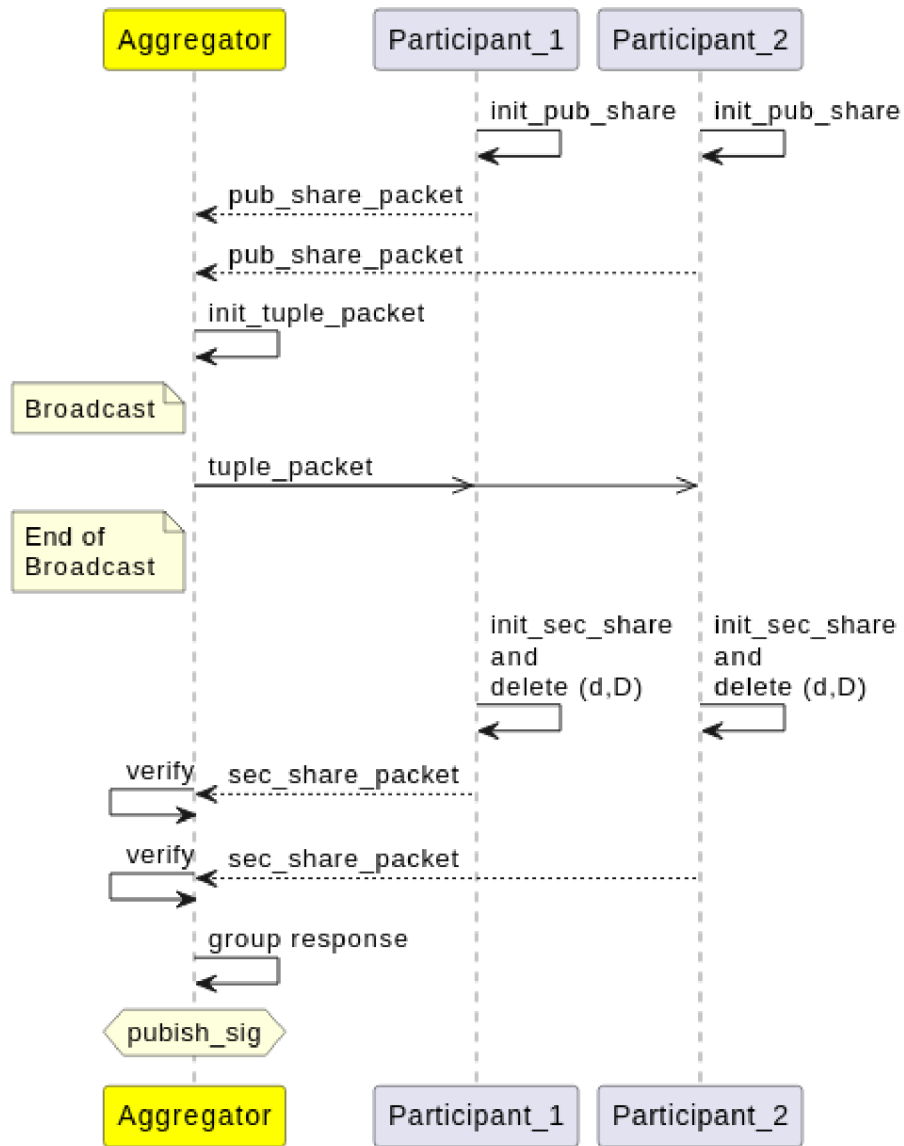 Aggregator
Participant_1
Participant_2
init_pub_share
init_pub_share
pub_share_packet
pub_share_packet
init_tuple_packet
Broadcast
tuple_packet
End of
Broadcast
init_sec_share
and
delete (d,D)
init_sec_share
and
delete (d,D)
verify
sec_share_packet
verify
sec_share_packet
group response
pubish_sig
Aggregator
Participant_1
Participant_2